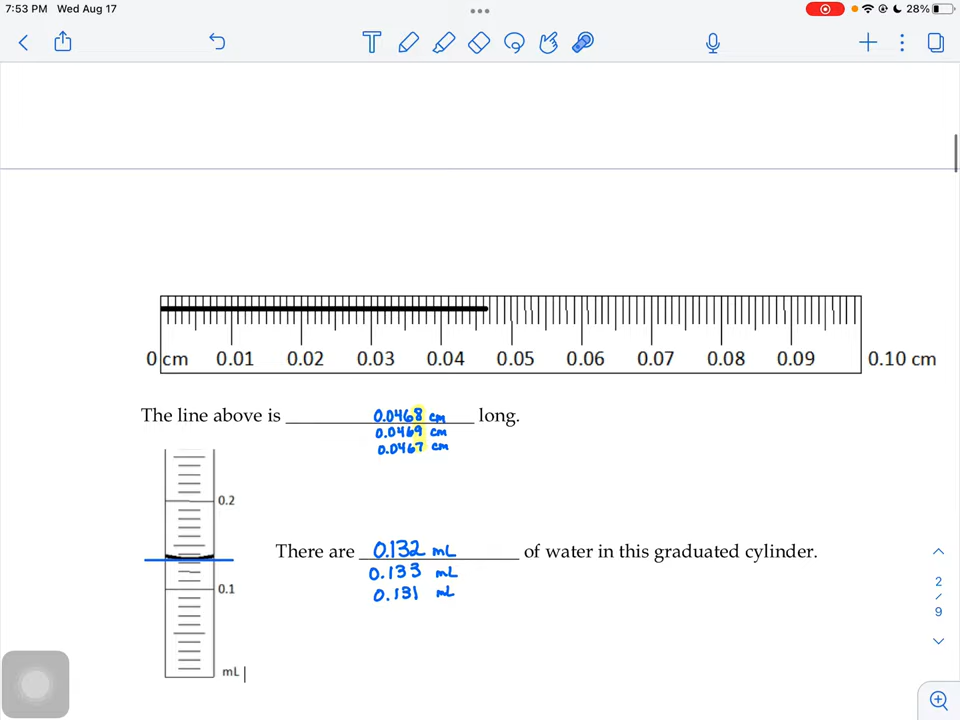 7:53 PM Wed Aug 17 28%
0 cm 0.01 0.02 0.03 0.04 0.05 0.06 0.07 0.08 0.09 0.10 cm
The line above is 0.0468 cm long.
0.0469 cm
0.0467 cm
0.2
There are 0.132 mL of water in this graduated cylinder.
0.133 mL
0.1
0.131 mL
mL
2
/
9